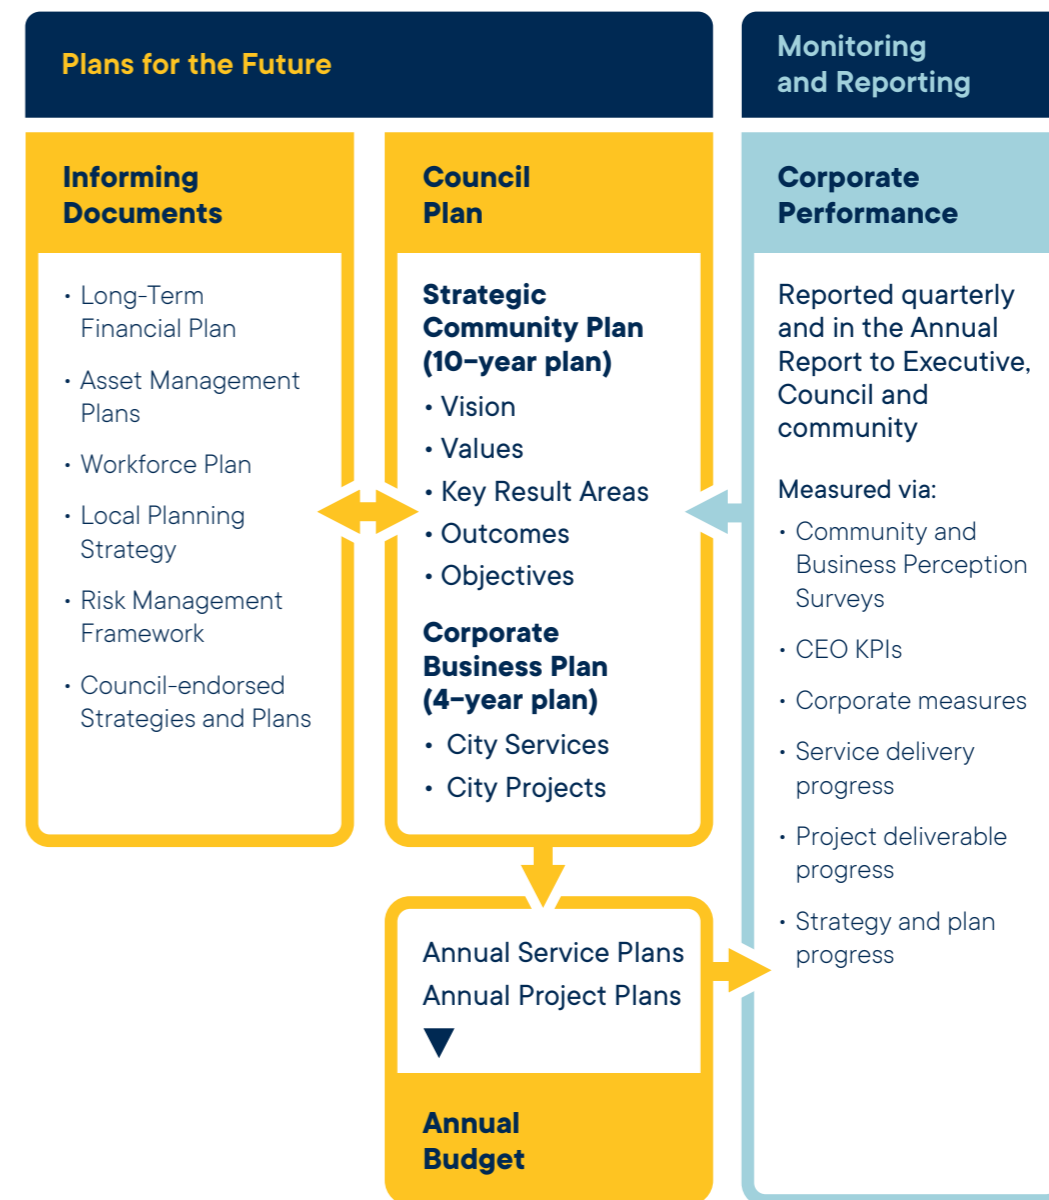 Plans for the Future
Monitoring
and Reporting
Informing
Documents
• Long-Term
Financial Plan
• Asset Management
Plans
• Workforce Plan
• Local Planning
Strategy
• Risk Management
Framework
• Council-endorsed
Strategies and Plans
Council
Plan
Strategic
Community Plan
(10-year plan)
• Vision
• Values
• Key Result Areas
• Outcomes
• Objectives
Corporate
Business Plan
(4-year plan)
• City Services
• City Projects
Annual Service Plans
Annual Project Plans
Annual
Budget
Corporate
Performance
Reported quarterly
and in the Annual
Report to Executive,
Council and
community
Measured via:
• Community and
Business Perception
Surveys
• CEO KPIs
• Corporate measures
• Service delivery
progress
• Project deliverable
progress
• Strategy and plan
progress